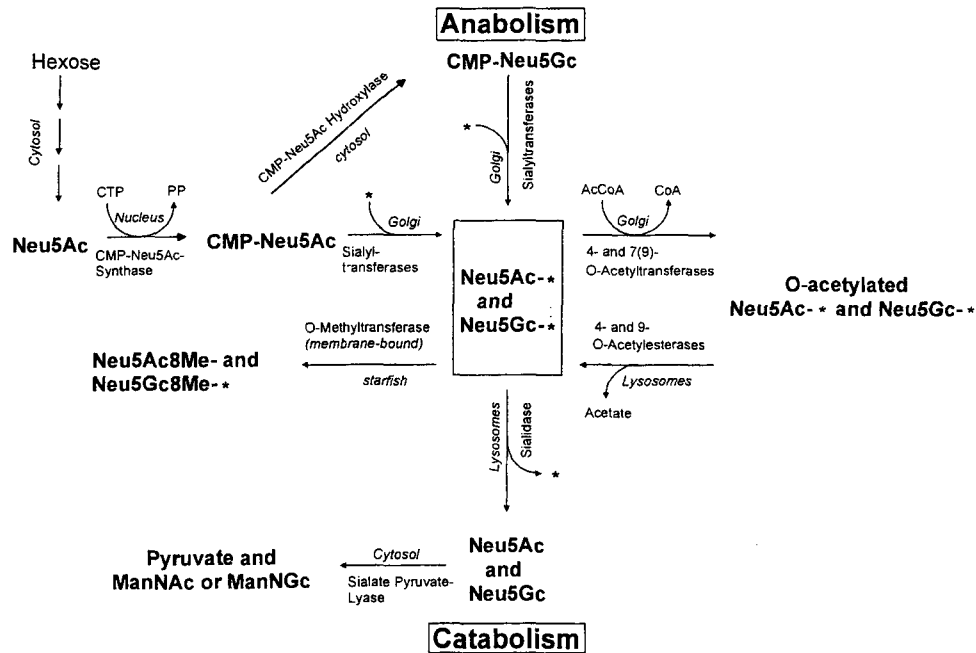 Anabolism
CMP-Neu5Gc
Hexose
Cytosol
CMP-Neu5Ac Hydroxylase
cytosol
*
Golgi
Sialyltransferases
CTP
PP
Nucleus
Neu5Ac
CMP-Neu5Ac-
Synthase
CMP-Neu5Ac
*
Golgi
Sialyl-
transferases
AcCoA
CoA
Golgi
4- and 7(9)-
O-Acetyltransferases
Neu5Ac-*
and
Neu5Gc-*
O-acetylated
Neu5Ac-* and Neu5Gc-*
O-Methyltransferase
(membrane-bound)
starfish
Neu5Ac8Me- and
Neu5Gc8Me-*
4- and 9-
O-Acetylesterases
Lysosomes
Acetate
Lysosomes
Sialidase
*
Neu5Ac
and
Neu5Gc
Cytosol
Sialate Pyruvate-
Lyase
Pyruvate and
ManNAc or ManNGc
Catabolism